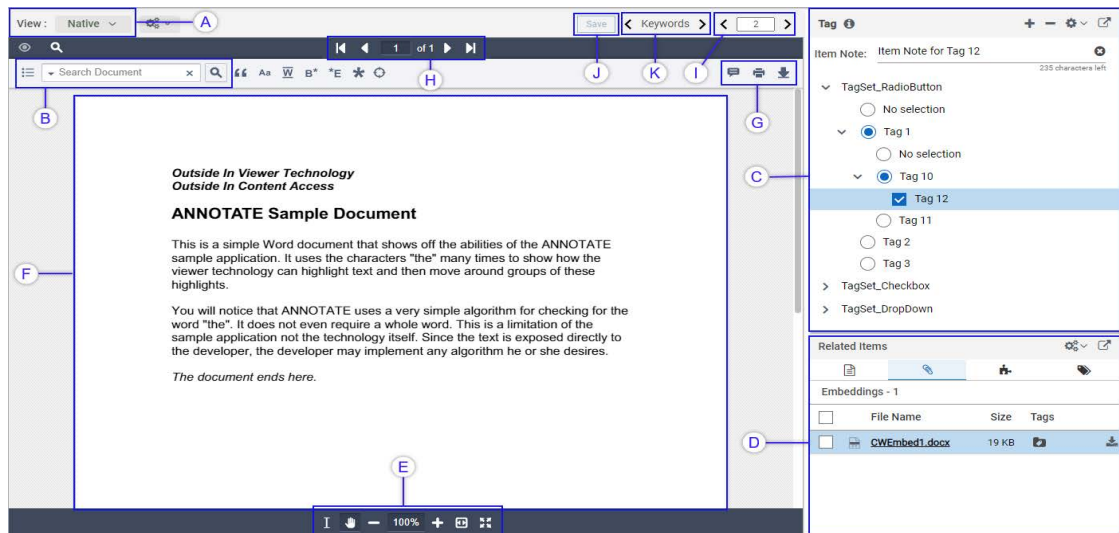 View : Native A Save Keywords 2
1 of 1
Search Document x Aa W B* *E
H J K I
B G
Outside In Viewer Technology
Outside In Content Access
ANNOTATE Sample Document
This is a simple Word document that shows off the abilities of the ANNOTATE
sample application. It uses the characters "the" many times to show how the
viewer technology can highlight text and then move around groups of these
highlights.
You will notice that ANNOTATE uses a very simple algorithm for checking for the
word "the". It does not even require a whole word. This is a limitation of the
sample application not the technology itself. Since the text is exposed directly to
the developer, the developer may implement any algorithm he or she desires.
The document ends here.
F
E
100%
Tag
Item Note: Item Note for Tag 12
235 characters left
TagSet_RadioButton
No selection
Tag 1
No selection
C
Tag 10
Tag 12
Tag 11
Tag 2
Tag 3
TagSet_Checkbox
TagSet_DropDown
Related Items
Embeddings - 1
File Name Size Tags
D
CWEmbed1.docx 19 KB